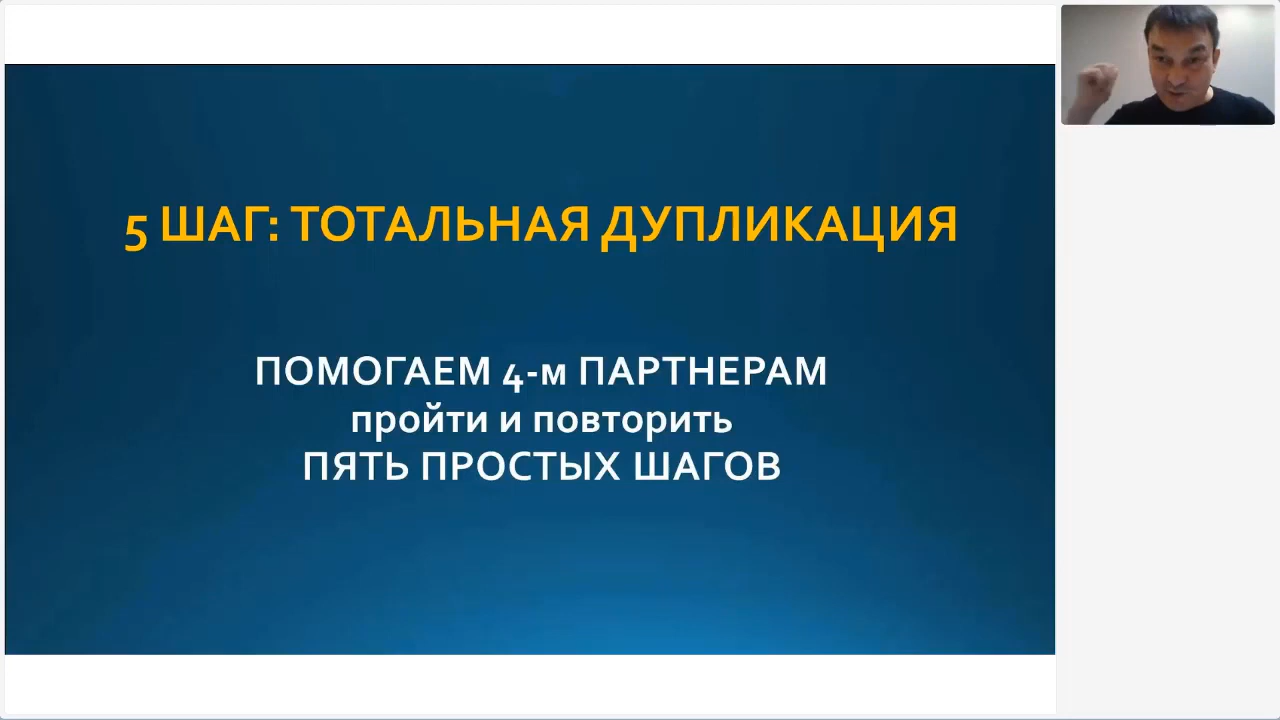 5 ШАГ: ТОТАЛЬНАЯ ДУПЛИКАЦИЯ
ПОМОГАЕМ 4-м ПАРТНЕРАМ
пройти и повторить
ПЯТЬ ПРОСТЫХ ШАГОВ